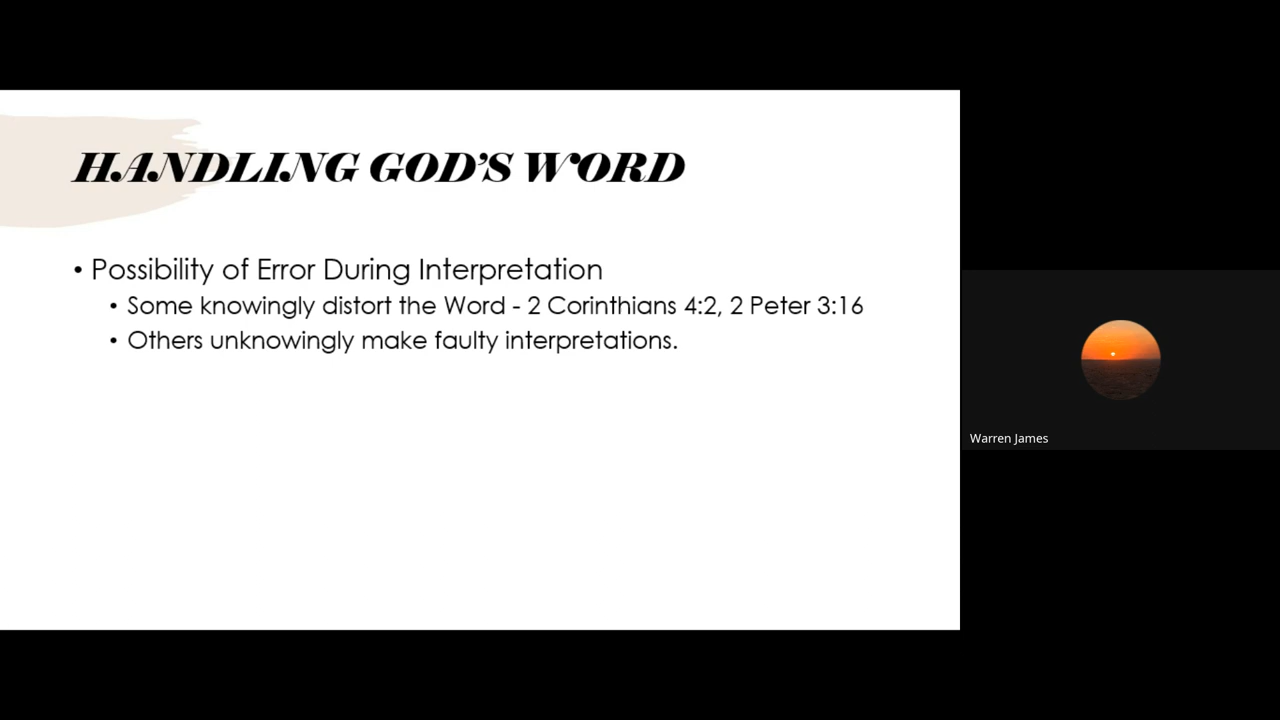 HANDLING GOD'S WORD
• Possibility of Error During Interpretation
• Some knowingly distort the Word - 2 Corinthians 4:2, 2 Peter 3:16
• Others unknowingly make faulty interpretations.
Warren James